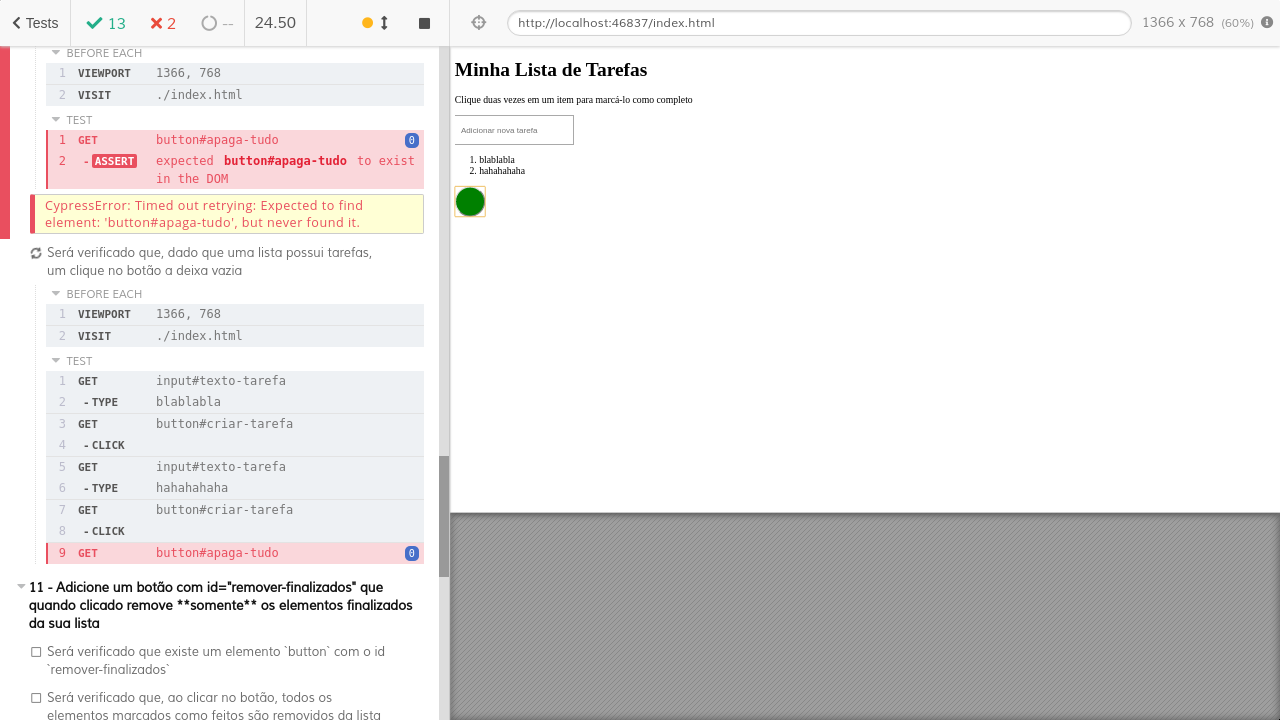 Tests 13 2 -- 24.50
http://localhost:46837/index.html 1366 x 768 (60%)
BEFORE EACH
1 VIEWPORT 1366, 768
2 VISIT ./index.html
TEST
1 GET button#apaga-tudo 0
2 -ASSERT expected button#apaga-tudo to exist
in the DOM
CypressError: Timed out retrying: Expected to find
element: 'button#apaga-tudo', but never found it.
Será verificado que, dado que uma lista possui tarefas,
um clique no botão a deixa vazia
BEFORE EACH
1 VIEWPORT 1366, 768
2 VISIT ./index.html
TEST
1 GET input#texto-tarefa
2 -TYPE blablabla
3 GET button#criar-tarefa
4 -CLICK
5 GET input#texto-tarefa
6 -TYPE hahahahaha
7 GET button#criar-tarefa
8 -CLICK
9 GET button#apaga-tudo 0
11 - Adicione um botão com id="remover-finalizados" que
quando clicado remove **somente** os elementos finalizados
da sua lista
Será verificado que existe um elemento `button` com o id
`remover-finalizados`
Será verificado que, ao clicar no botão, todos os
elementos marcados como feitos são removidos da lista
Minha Lista de Tarefas
Clique duas vezes em um item para marcá-lo como completo
Adicionar nova tarefa
1. blablabla
2. hahahahaha